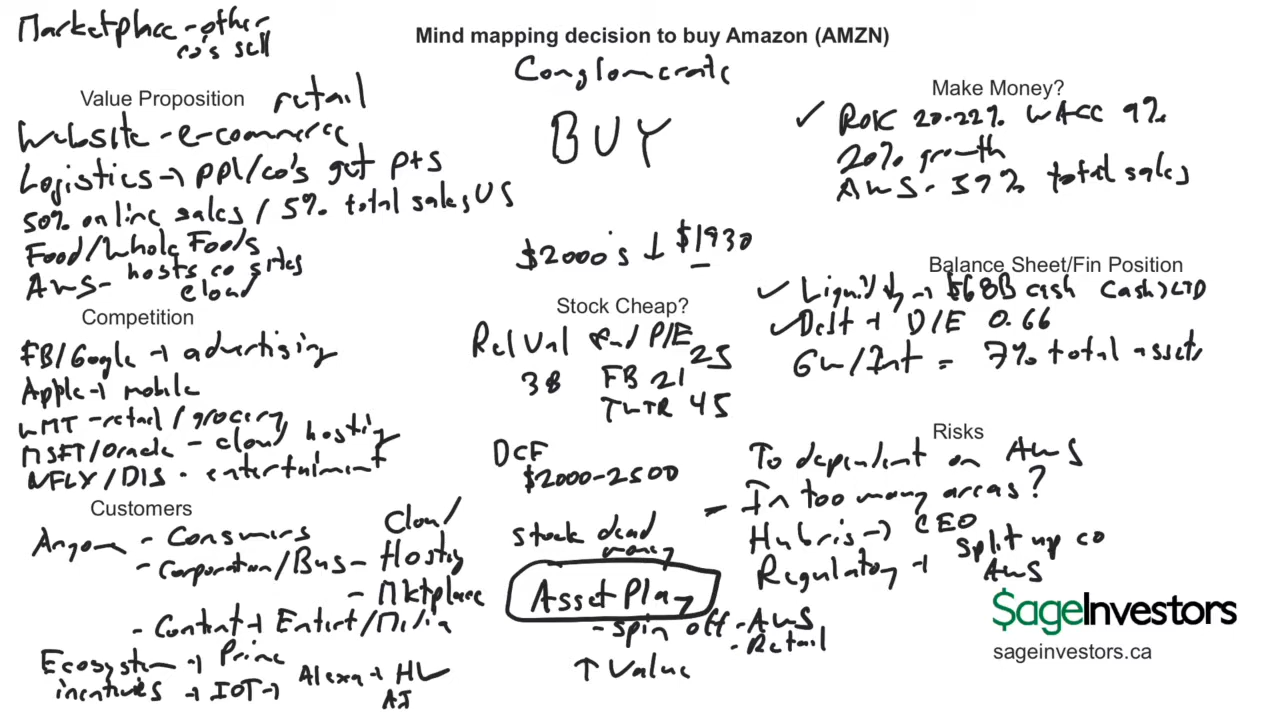 Marketplace - other
co's sell
Mind mapping decision to buy Amazon (AMZN)
Conglomerate
BUY
$2000's ↓ $1930
Value Proposition retail
Website - e-commerce
Logistics → ppl/co's get pts
50% online sales / 5% total sales US
Food/Whole Foods
AWS - hosts co sites
cloud
Competition
FB/Google → advertising
Apple → mobile
WMT - retail / grocery
MSFT/Oracle - cloud hosting
NFLX/DIS - entertainment
Customers
- Consumers
- Corporation/Bus - Cloud/
Hosting
- Mktplace
- Content → Entert/Media
Ecosystem → Prime
incentives → IOT → Alexa → HW
AI
Stock Cheap?
Rel Val Fwd P/E
38 25
FB 21
TWTR 45
DCF
$2000-2500
Stock dead
money
Asset Play
- spin off - AWS
- Retail
↑ Value
Make Money?
✓ ROIC 20-22% WACC 9%
20% growth
AWS - 59% total sales
Balance Sheet/Fin Position
✓ Liquidity → $68B cash Cash>LTD
✓ Debt → D/E 0.66
GW/Int = 7% total assets
Risks
To dependent on AWS
- In too many areas?
Hubris → CEO
Regulatory → Split up co
AWS
$ageInvestors
sageinvestors.ca